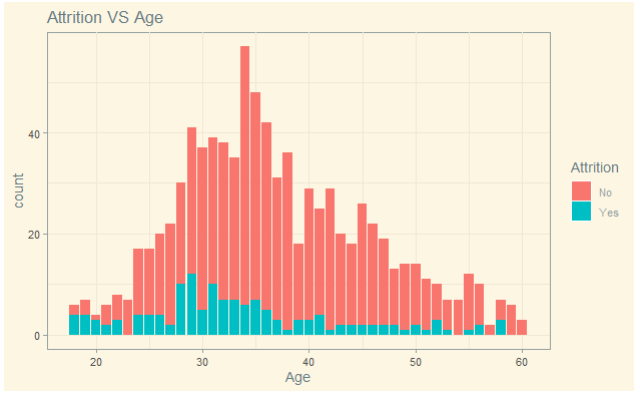 Attrition VS Age
count
40
20
0
20
30
40
50
60
Age
Attrition
No
Yes